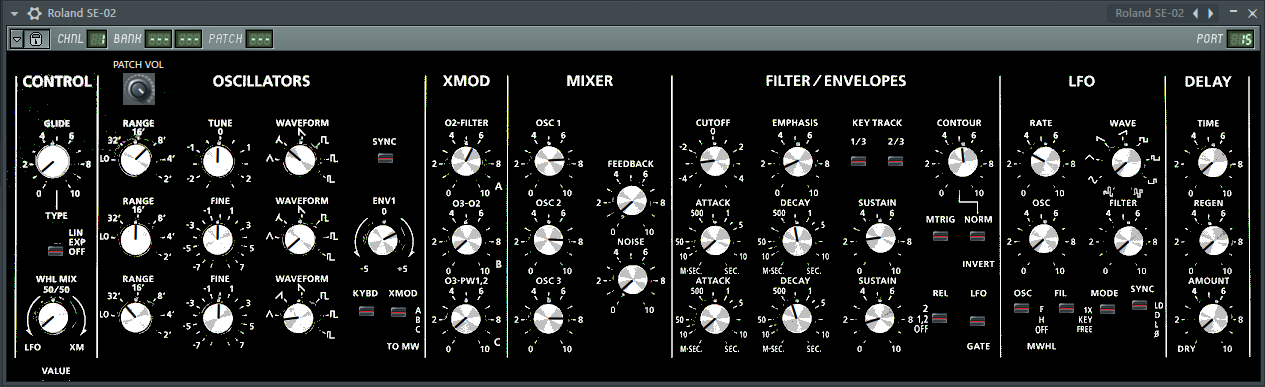 Roland SE-02
Roland SE-02
CHNL 1 BANK --- --- PATCH --- PORT 15
PATCH VOL
CONTROL OSCILLATORS XMOD MIXER FILTER / ENVELOPES LFO DELAY
GLIDE RANGE TUNE WAVEFORM O2-FILTER OSC 1 CUTOFF EMPHASIS KEY TRACK CONTOUR RATE WAVE TIME
4 6 32' 16' 8' 0 SYNC 4 6 4 6 0 4 6 1/3 2/3 4 6 4 6 4 6
2 8 LO 4' 2' -1 1 -2 2 2 8 2 8 FEEDBACK -2 2 2 8 2 8 2 8 2 8
0 10 0 10 A 0 10 4 6 -4 4 0 10 0 10 0 10 0 10
TYPE RANGE FINE WAVEFORM ENV1 O3-O2 OSC 2 2 8 ATTACK DECAY SUSTAIN MTRIG NORM OSC FILTER REGEN
LIN
EXP
OFF
16' 8' 4' 2' LO -1 1 -3 3 -5 5 -7 7 0 -5 +5 4 6 2 8 0 10 B 4 6 2 8 0 10 NOISE 4 6 2 8 0 10 500 1 50 5 10 10 M·SEC. SEC. 500 1 50 5 10 10 M·SEC. SEC. 4 6 2 8 0 10 INVERT 4 6 2 8 0 10 4 6 2 8 0 10 4 6 2 8 0 10
WHL MIX RANGE FINE WAVEFORM KYBD XMOD O3-PW1,2 OSC 3 ATTACK DECAY SUSTAIN REL LFO OSC FIL MODE SYNC AMOUNT
50/50 32' 16' 8' 4' 2' LO -1 1 -3 3 -5 5 -7 7 A B C 4 6 2 8 0 10 C 4 6 2 8 0 10 500 1 50 5 10 10 M·SEC. SEC. 500 1 50 5 10 10 M·SEC. SEC. 4 6 2 8 0 10 2 1,2 OFF F H OFF 1X KEY FREE 4 6 2 8 DRY 10
LFO XM TO MW GATE MWHL
VALUE